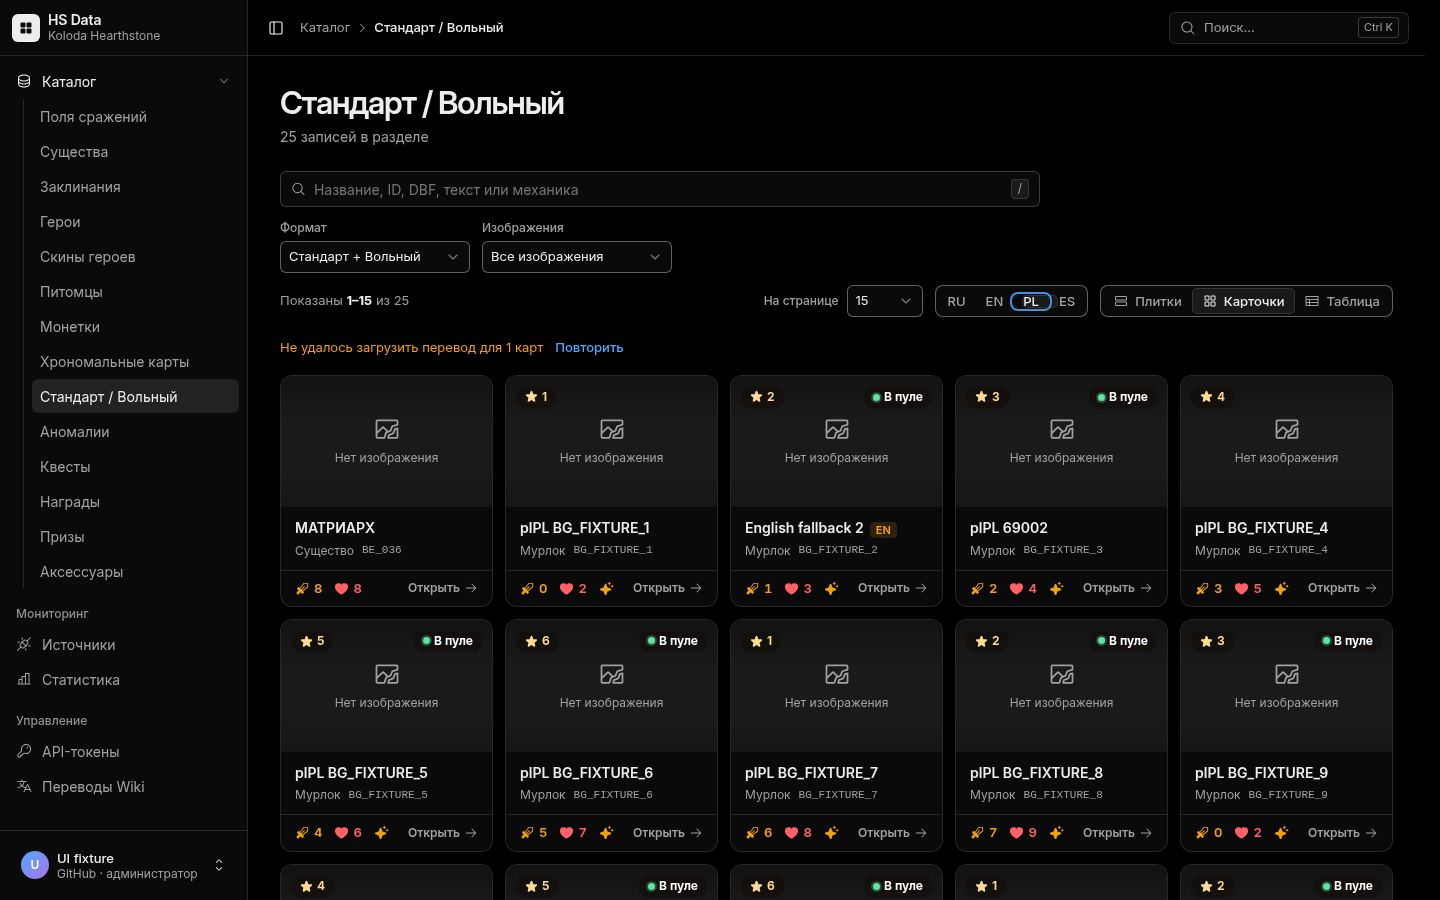 HS Data
Koloda Hearthstone
Каталог
Поля сражений
Существа
Заклинания
Герои
Скины героев
Питомцы
Монетки
Хрономальные карты
Стандарт / Вольный
Аномалии
Квесты
Награды
Призы
Аксессуары
Мониторинг
Источники
Статистика
Управление
API-токены
Переводы Wiki
U
UI fixture
GitHub · администратор
Каталог > Стандарт / Вольный
Поиск...
Ctrl K
Стандарт / Вольный
25 записей в разделе
Название, ID, DBF, текст или механика
/
Формат
Изображения
Стандарт + Вольный
Все изображения
Показаны 1–15 из 25
На странице
15
RU EN PL ES
Плитки
Карточки
Таблица
Не удалось загрузить перевод для 1 карт
Повторить
Нет изображения
МАТРИАРХ
Существо BE_036
8 8 Открыть
1
Нет изображения
plPL BG_FIXTURE_1
Мурлок BG_FIXTURE_1
0 2 Открыть
2 В пуле
Нет изображения
English fallback 2 EN
Мурлок BG_FIXTURE_2
1 3 Открыть
3 В пуле
Нет изображения
plPL 69002
Мурлок BG_FIXTURE_3
2 4 Открыть
4
Нет изображения
plPL BG_FIXTURE_4
Мурлок BG_FIXTURE_4
3 5 Открыть
5 В пуле
Нет изображения
plPL BG_FIXTURE_5
Мурлок BG_FIXTURE_5
4 6 Открыть
6 В пуле
Нет изображения
plPL BG_FIXTURE_6
Мурлок BG_FIXTURE_6
5 7 Открыть
1
Нет изображения
plPL BG_FIXTURE_7
Мурлок BG_FIXTURE_7
6 8 Открыть
2 В пуле
Нет изображения
plPL BG_FIXTURE_8
Мурлок BG_FIXTURE_8
7 9 Открыть
3 В пуле
Нет изображения
plPL BG_FIXTURE_9
Мурлок BG_FIXTURE_9
0 2 Открыть
4
5 В пуле
6 В пуле
1
2 В пуле